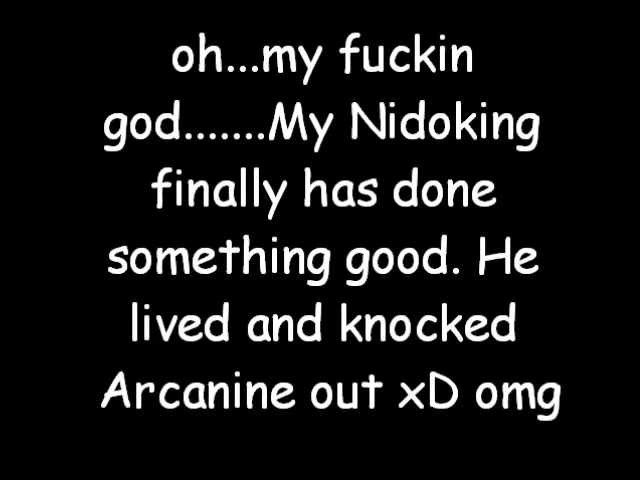 oh...my fuckin
god.......My Nidoking
finally has done
something good. He
lived and knocked
Arcanine out xD omg